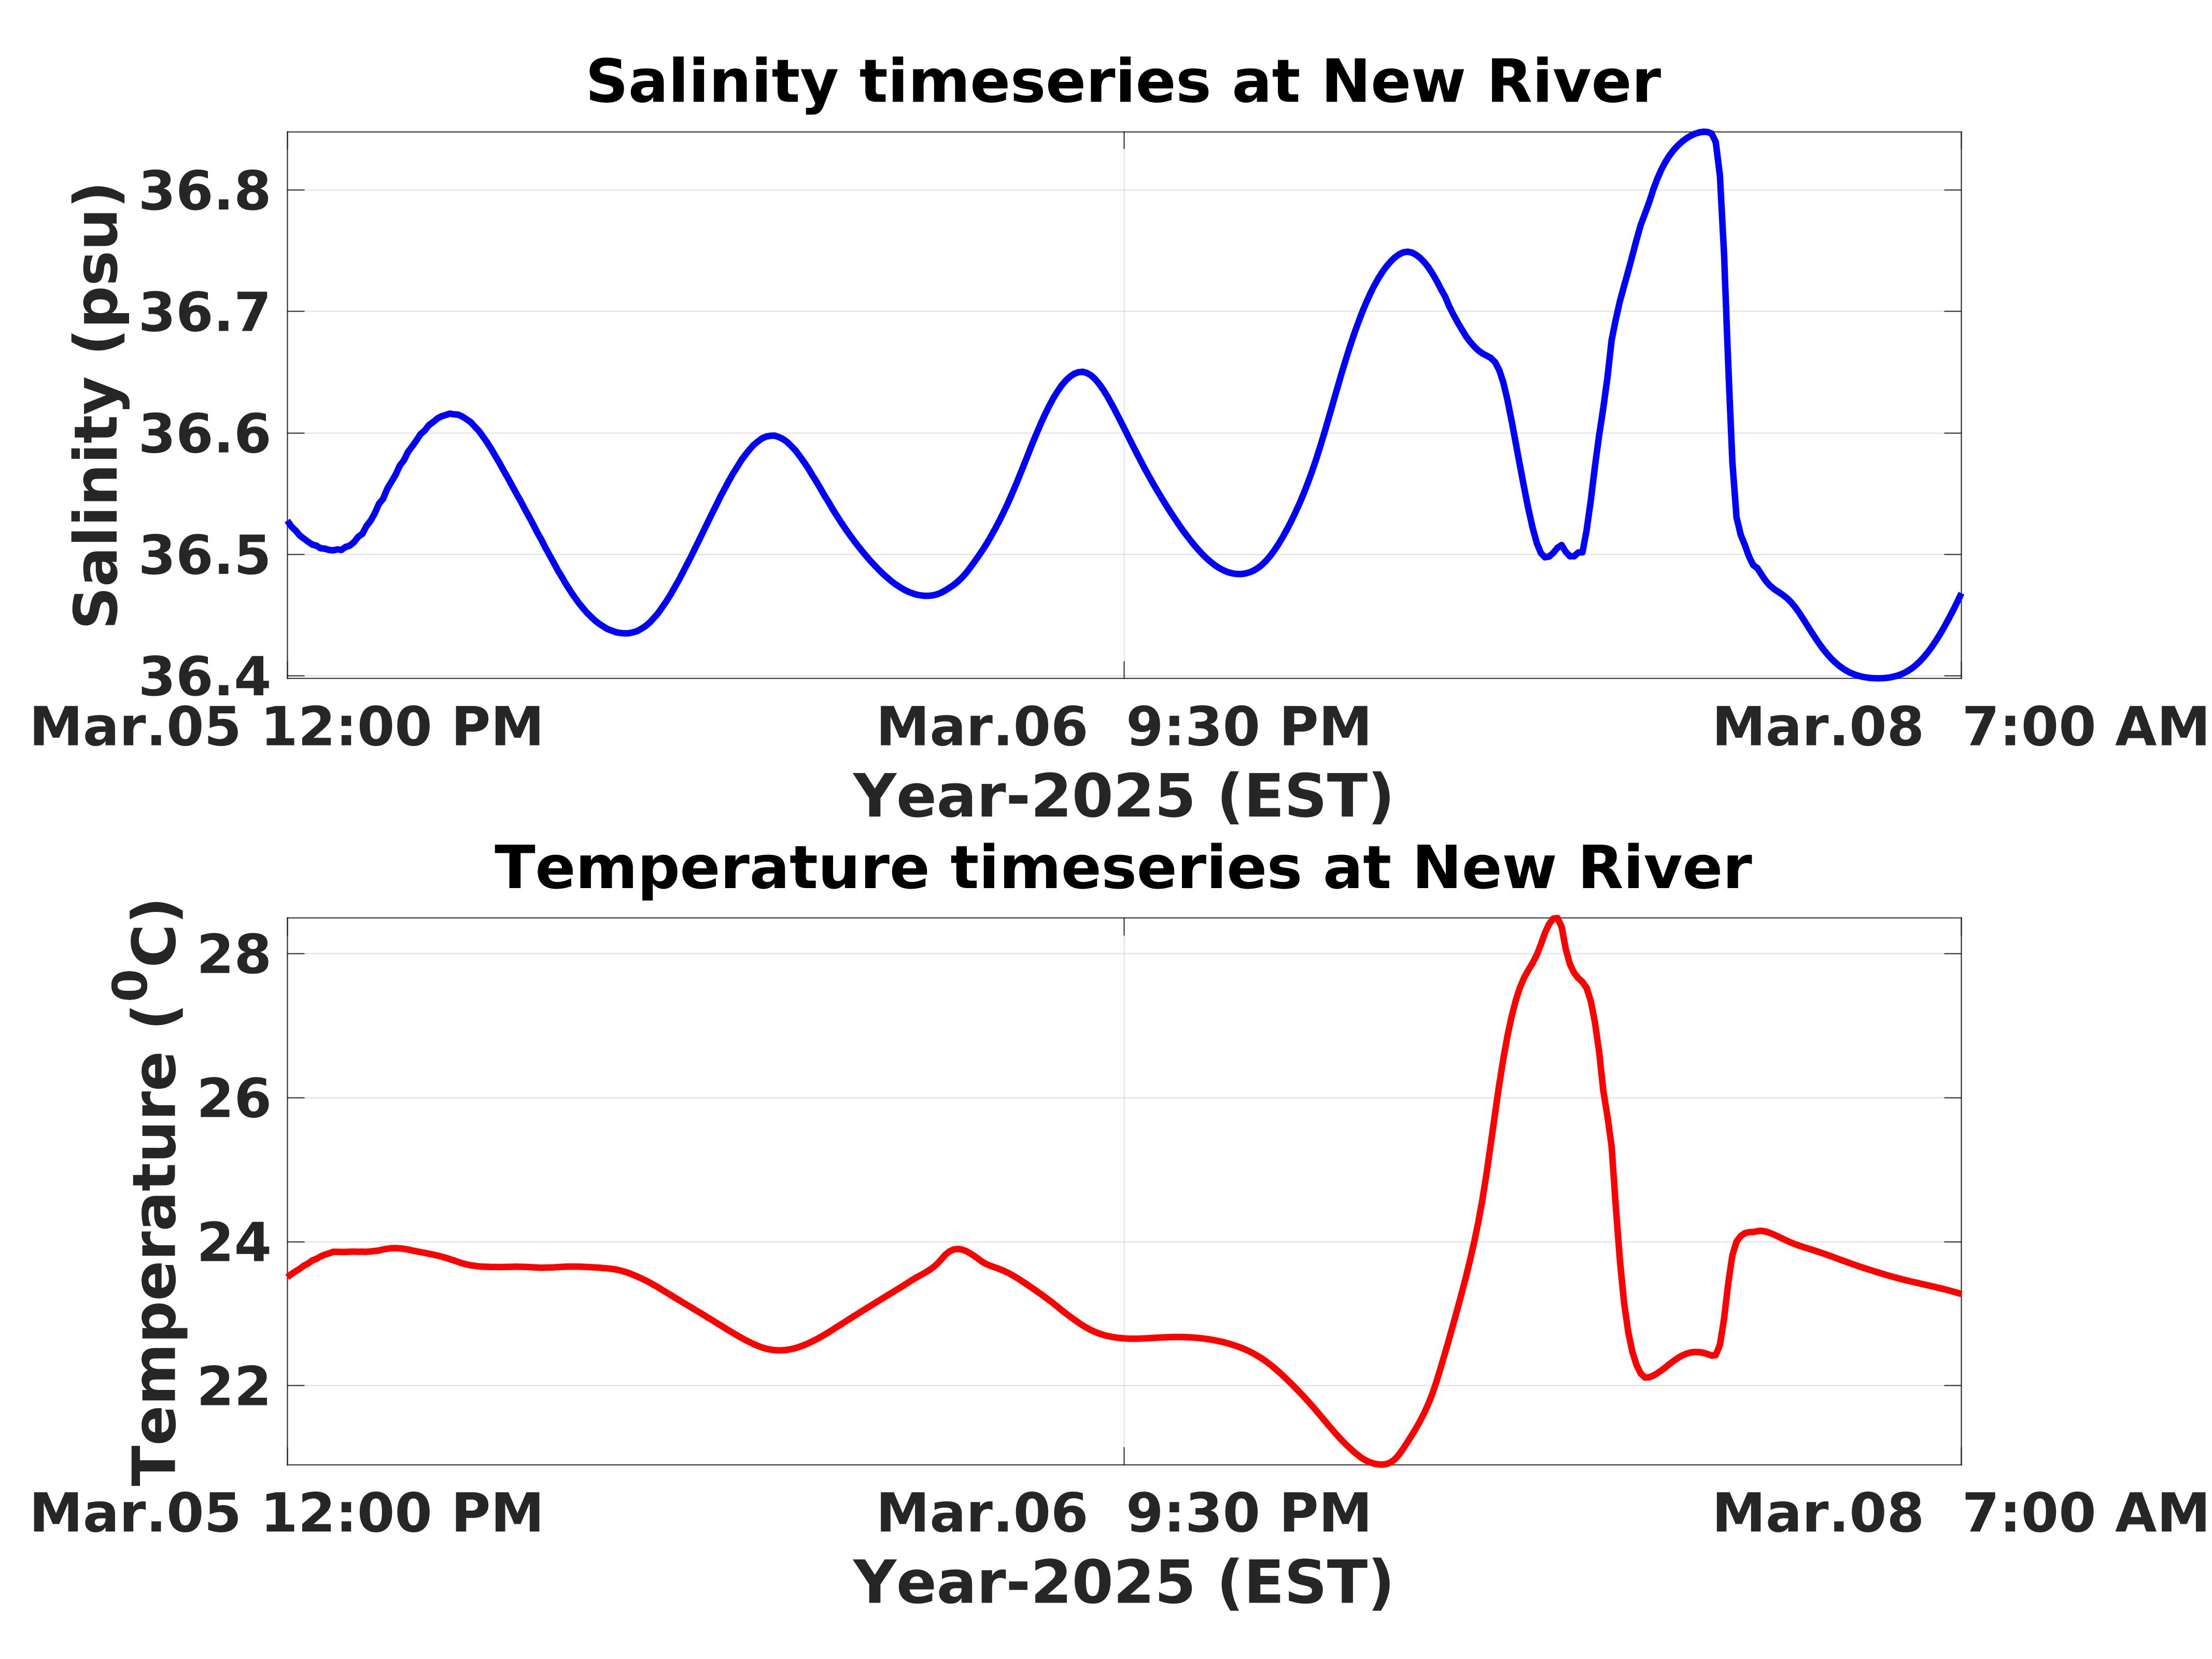 Salinity timeseries at New River
Salinity (psu)
36.8
36.7
36.6
36.5
36.4
Mar.05 12:00 PM Mar.06  9:30 PM Mar.08  7:00 AM
Year-2025 (EST)
Temperature timeseries at New River
Temperature (⁰C)
28
26
24
22
Mar.05 12:00 PM Mar.06  9:30 PM Mar.08  7:00 AM
Year-2025 (EST)